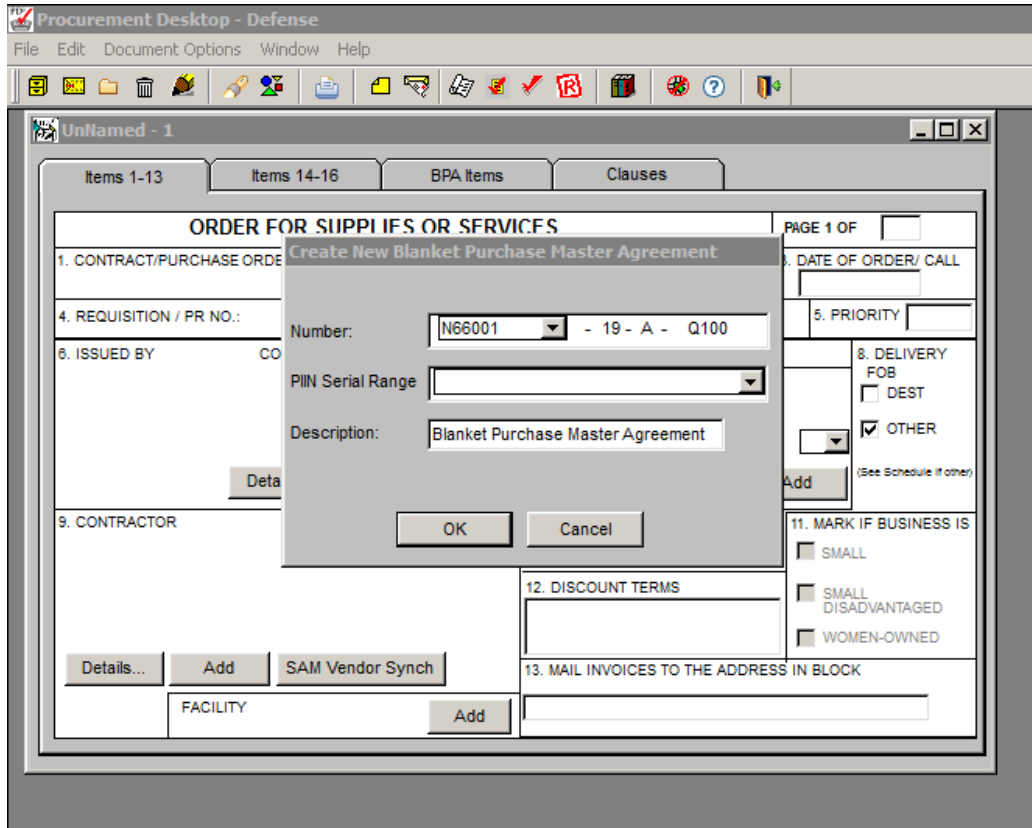 Procurement Desktop - Defense
File Edit Document Options Window Help
UnNamed - 1
Items 1-13 Items 14-16 BPA Items Clauses
ORDER FOR SUPPLIES OR SERVICES PAGE 1 OF
1. CONTRACT/PURCHASE ORDE . DATE OF ORDER/ CALL
4. REQUISITION / PR NO.: 5. PRIORITY
6. ISSUED BY CO 8. DELIVERY
FOB
DEST
OTHER
(See Schedule if other)
Deta Add
Create New Blanket Purchase Master Agreement
Number: N66001 - 19 - A - Q100
PIIN Serial Range
Description: Blanket Purchase Master Agreement
OK Cancel
9. CONTRACTOR 11. MARK IF BUSINESS IS
SMALL
SMALL
DISADVANTAGED
WOMEN-OWNED
12. DISCOUNT TERMS
Details... Add SAM Vendor Synch
13. MAIL INVOICES TO THE ADDRESS IN BLOCK
FACILITY Add